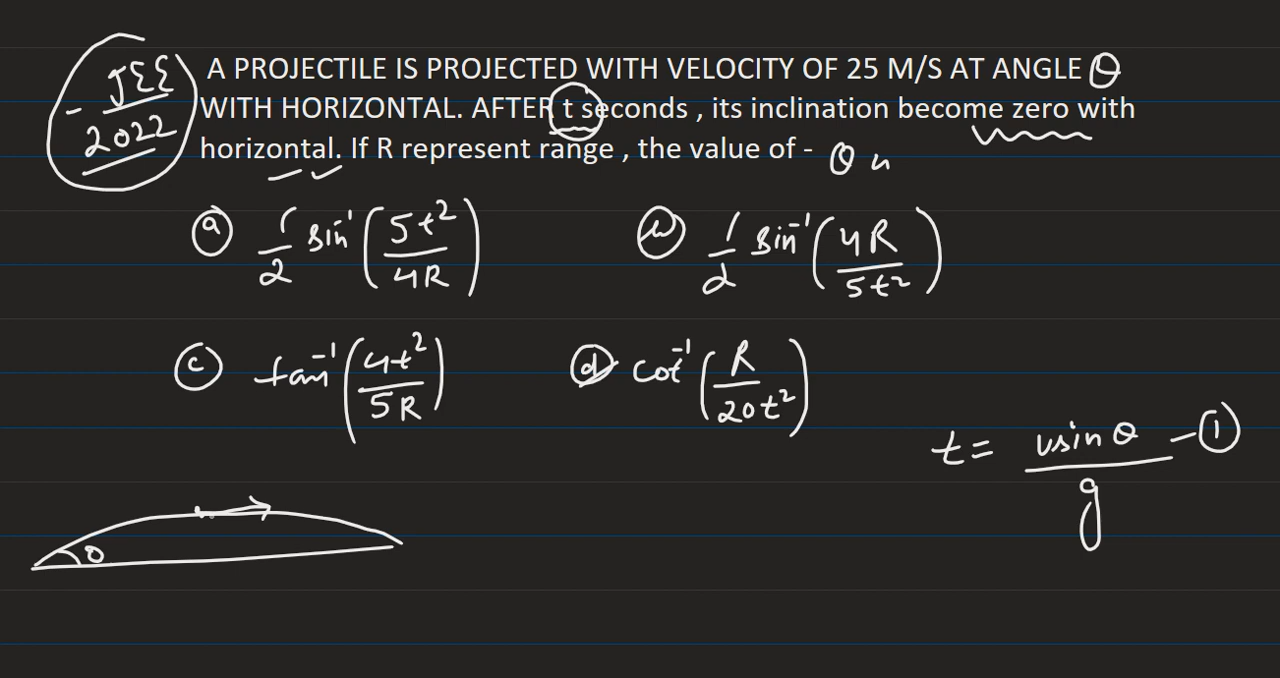 - JEE
2022
A PROJECTILE IS PROJECTED WITH VELOCITY OF 25 M/S AT ANGLE θ
WITH HORIZONTAL. AFTER t seconds , its inclination become zero with
horizontal. If R represent range , the value of - θ
(a) 1/2 sin⁻¹(5t²/4R) (b) 1/2 sin⁻¹(4R/5t²)
(c) tan⁻¹(4t²/5R) (d) cot⁻¹(R/20t²)
t = usinθ/g -(1)
θ